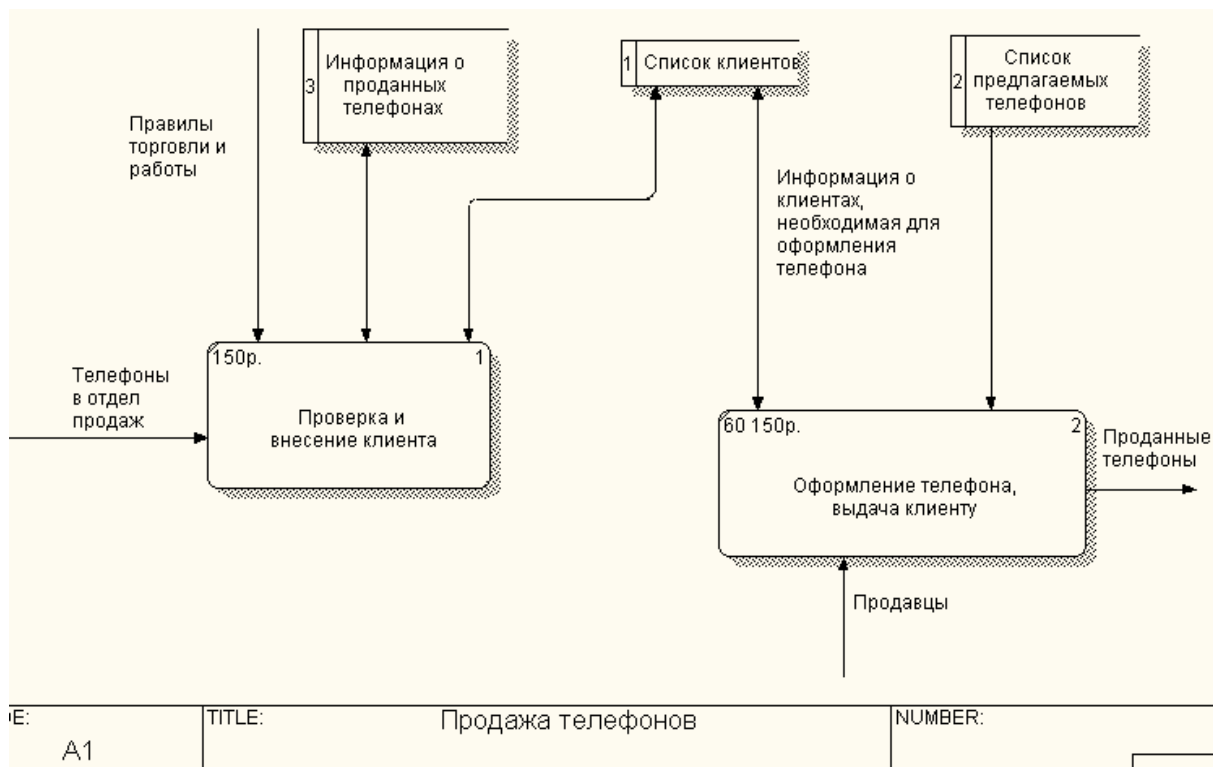 3
Информация о
проданных
телефонах
1
Список клиентов
2
Список
предлагаемых
телефонов
Правилы
торговли и
работы
Информация о
клиентах,
необходимая для
оформления
телефона
Телефоны
в отдел
продаж
150р.
1
Проверка и
внесение клиента
60 150р.
2
Оформление телефона,
выдача клиенту
Проданные
телефоны
Продавцы
DE:
A1
TITLE:
Продажа телефонов
NUMBER: